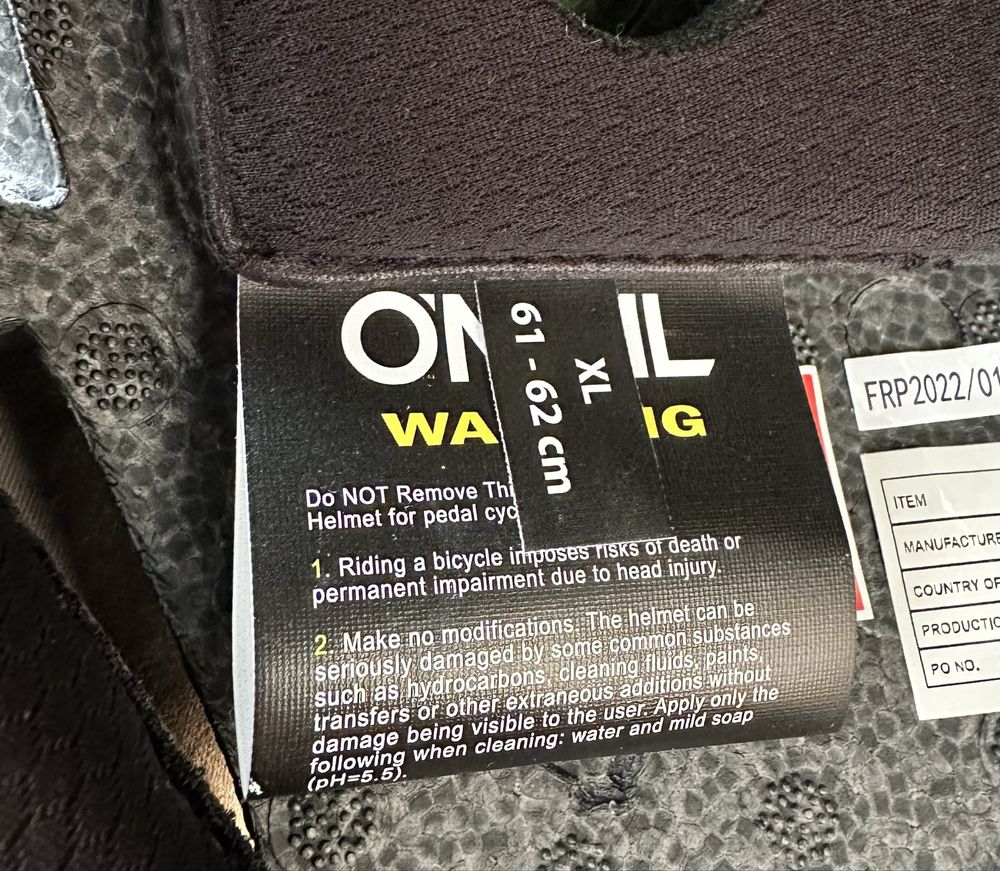 O'N IL
WA NG
XL
61 - 62 cm
Do NOT Remove Thi
Helmet for pedal cyc
1. Riding a bicycle imposes risks of death or
permanent impairment due to head injury.
2. Make no modifications. The helmet can be
seriously damaged by some common substances
such as hydrocarbons, cleaning fluids, paints,
transfers or other extraneous additions without
damage being visible to the user. Apply only the
following when cleaning: water and mild soap
(pH=5.5).
FRP2022/01
ITEM
MANUFACTURE
COUNTRY OF
PRODUCTIO
PO NO.